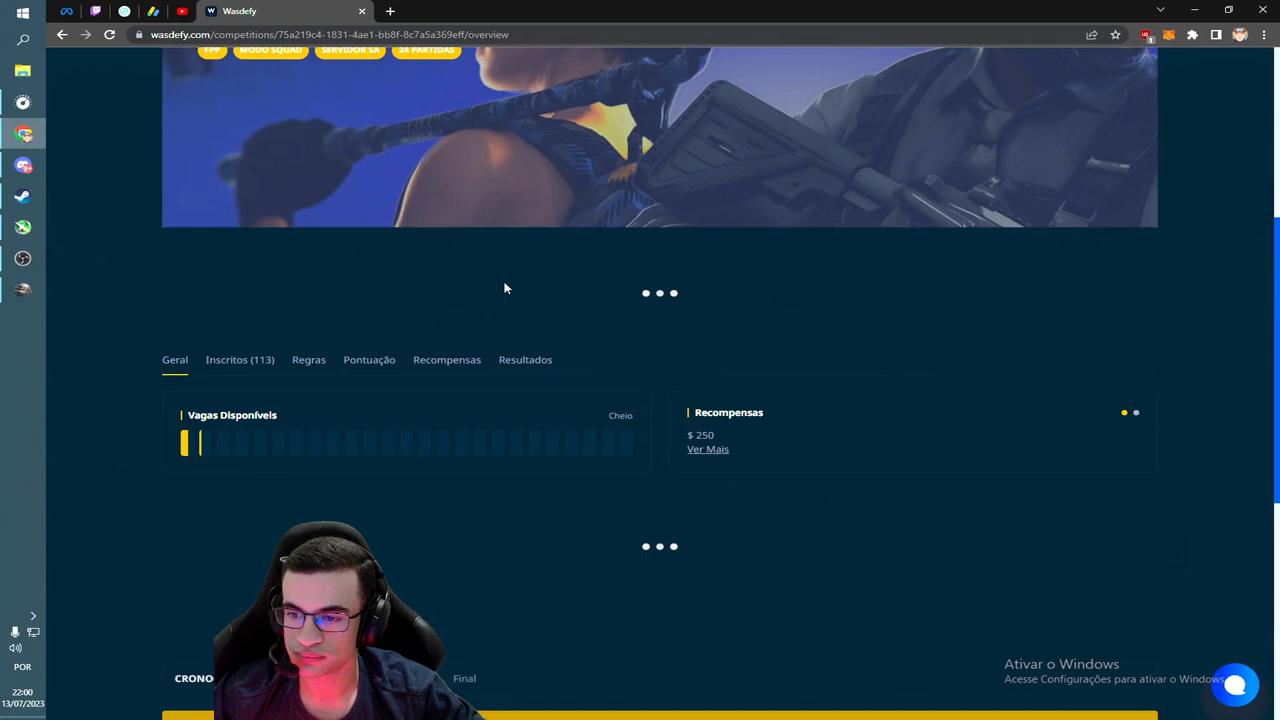 Wasdefy
wasdefy.com/competitions/75a219c4-1831-4ae1-bb8f-8c7a5a369eff/overview
FPP MODO SQUAD SERVIDOR SA 24 PARTIDAS
Geral Inscritos (113) Regras Pontuação Recompensas Resultados
Vagas Disponíveis Cheio
Recompensas
$ 250
Ver Mais
CRONO
Final
Ativar o Windows
Acesse Configurações para ativar o Windows.
POR
22:00
13/07/2023